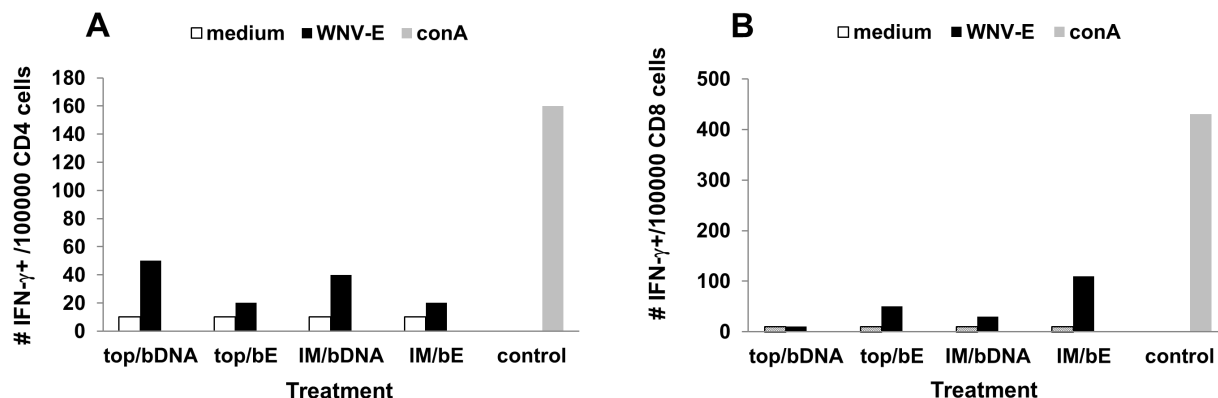 A
medium WNV-E conA
# IFN-γ+ /100000 CD4 cells
180
160
140
120
100
80
60
40
20
0
top/bDNA top/bE IM/bDNA IM/bE control
Treatment
B
medium WNV-E conA
# IFN-γ+/100000 CD8 cells
500
400
300
200
100
0
top/bDNA top/bE IM/bDNA IM/bE control
Treatment